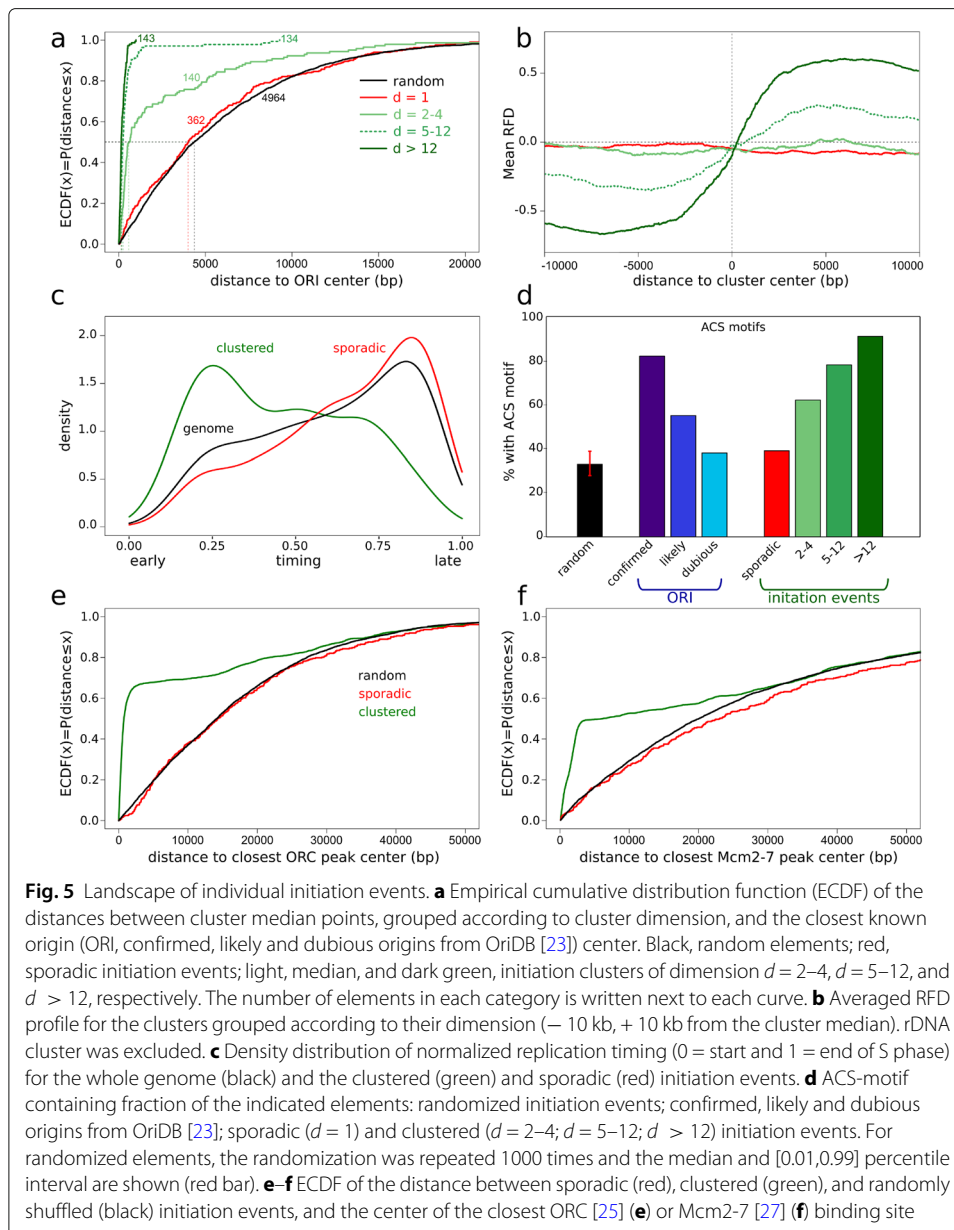 a
ECDF(x)=P(distance≤x)
1.0
0.8
0.6
0.4
0.2
0.0
143
134
140
4964
362
random
d = 1
d = 2-4
d = 5-12
d > 12
0
5000
10000
15000
20000
distance to ORI center (bp)
b
Mean RFD
0.5
0.0
-0.5
-10000
-5000
0
5000
10000
distance to cluster center (bp)
c
density
2.0
1.5
1.0
0.5
0.0
clustered
sporadic
genome
0.00
0.25
0.50
0.75
1.00
early
timing
late
d
% with ACS motif
100
80
60
40
20
0
ACS motifs
random
confirmed
likely
dubious
sporadic
2-4
5-12
>12
ORI
initation events
e
ECDF(x)=P(distance≤x)
1.0
0.8
0.6
0.4
0.2
0.0
random
sporadic
clustered
0
10000
20000
30000
40000
50000
distance to closest ORC peak center (bp)
f
ECDF(x)=P(distance≤x)
1.0
0.8
0.6
0.4
0.2
0.0
0
10000
20000
30000
40000
50000
distance to closest Mcm2-7 peak center (bp)
Fig. 5 Landscape of individual initiation events. a Empirical cumulative distribution function (ECDF) of the
distances between cluster median points, grouped according to cluster dimension, and the closest known
origin (ORI, confirmed, likely and dubious origins from OriDB [23]) center. Black, random elements; red,
sporadic initiation events; light, median, and dark green, initiation clusters of dimension d = 2–4, d = 5–12, and
d > 12, respectively. The number of elements in each category is written next to each curve. b Averaged RFD
profile for the clusters grouped according to their dimension (− 10 kb, + 10 kb from the cluster median). rDNA
cluster was excluded. c Density distribution of normalized replication timing (0 = start and 1 = end of S phase)
for the whole genome (black) and the clustered (green) and sporadic (red) initiation events. d ACS-motif
containing fraction of the indicated elements: randomized initiation events; confirmed, likely and dubious
origins from OriDB [23]; sporadic (d = 1) and clustered (d = 2–4; d = 5–12; d > 12) initiation events. For
randomized elements, the randomization was repeated 1000 times and the median and [0.01,0.99] percentile
interval are shown (red bar). e–f ECDF of the distance between sporadic (red), clustered (green), and randomly
shuffled (black) initiation events, and the center of the closest ORC [25] (e) or Mcm2-7 [27] (f) binding site